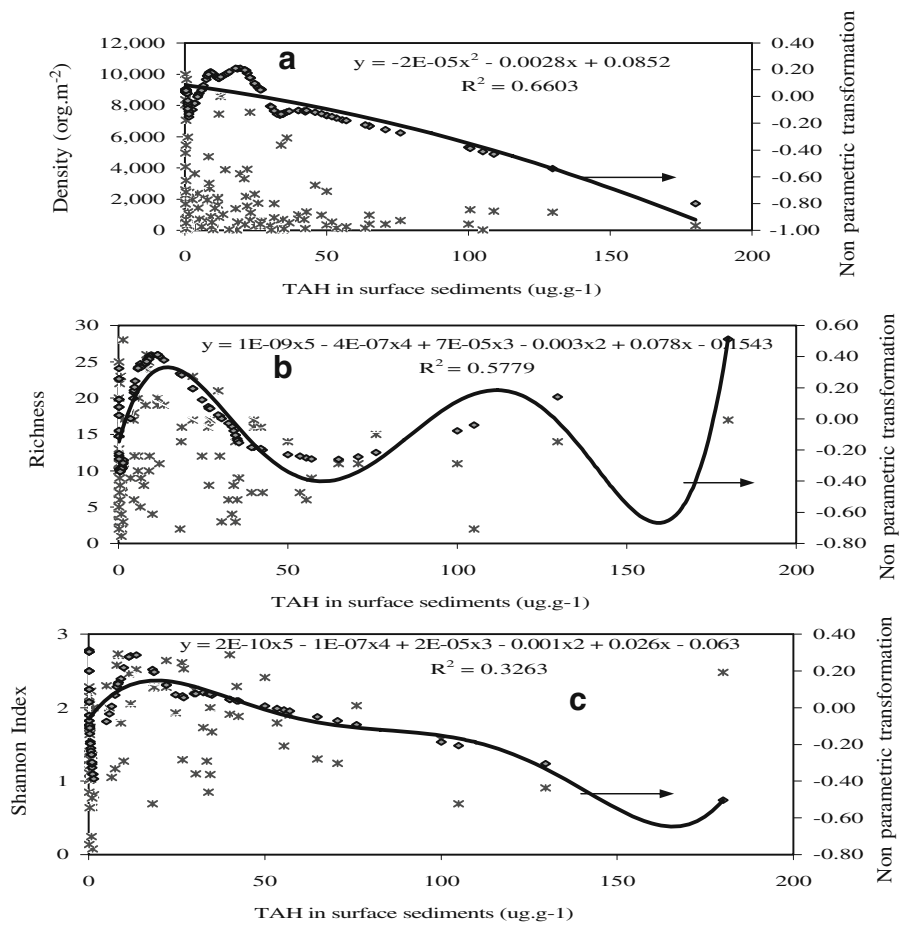 12,000
10,000
8,000
6,000
4,000
2,000
0
Density (org.m-2)
a
y = -2E-05x2 - 0.0028x + 0.0852
R2 = 0.6603
0.40
0.20
0.00
-0.20
-0.40
-0.60
-0.80
-1.00
Non parametric transformation
0 50 100 150 200
TAH in surface sediments (ug.g-1)
30
25
20
15
10
5
0
Richness
b
y = 1E-09x5 - 4E-07x4 + 7E-05x3 - 0.003x2 + 0.078x - 0.1543
R2 = 0.5779
0.60
0.40
0.20
0.00
-0.20
-0.40
-0.60
-0.80
Non parametric transformation
0 50 100 150 200
TAH in surface sediments (ug.g-1)
3
2
1
0
Shannon Index
c
y = 2E-10x5 - 1E-07x4 + 2E-05x3 - 0.001x2 + 0.026x - 0.063
R2 = 0.3263
0.40
0.20
0.00
-0.20
-0.40
-0.60
-0.80
Non parametric transformation
0 50 100 150 200
TAH in surface sediments (ug.g-1)